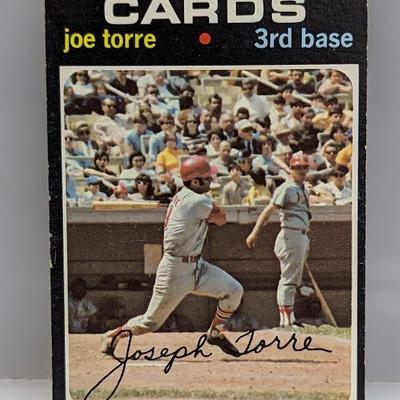 CARDS
joe torre • 3rd base
Joseph Torre